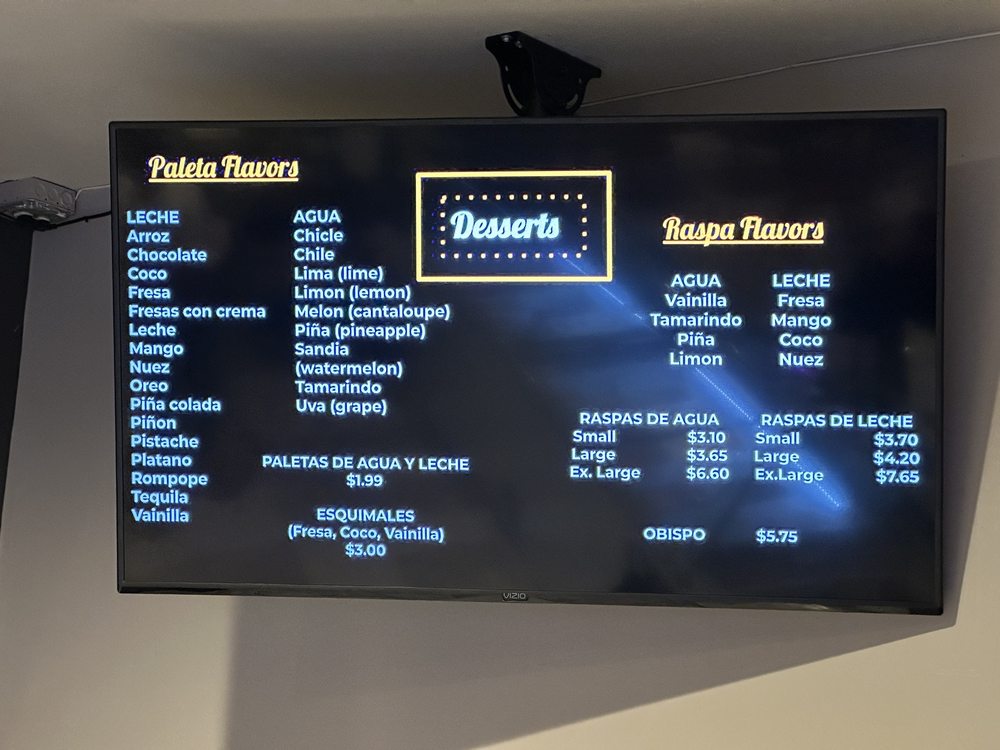 Paleta Flavors
LECHE
Arroz
Chocolate
Coco
Fresa
Fresas con crema
Leche
Mango
Nuez
Oreo
Piña colada
Piñon
Pistache
Platano
Rompope
Tequila
Vainilla
AGUA
Chicle
Chile
Lima (lime)
Limon (lemon)
Melon (cantaloupe)
Piña (pineapple)
Sandia
(watermelon)
Tamarindo
Uva (grape)
PALETAS DE AGUA Y LECHE
$1.99
ESQUIMALES
(Fresa, Coco, Vainilla)
$3.00
Desserts
Raspa Flavors
AGUA
Vainilla
Tamarindo
Piña
Limon
LECHE
Fresa
Mango
Coco
Nuez
RASPAS DE AGUA
Small $3.10
Large $3.65
Ex. Large $6.60
RASPAS DE LECHE
Small $3.70
Large $4.20
Ex.Large $7.65
OBISPO $5.75
VIZIO